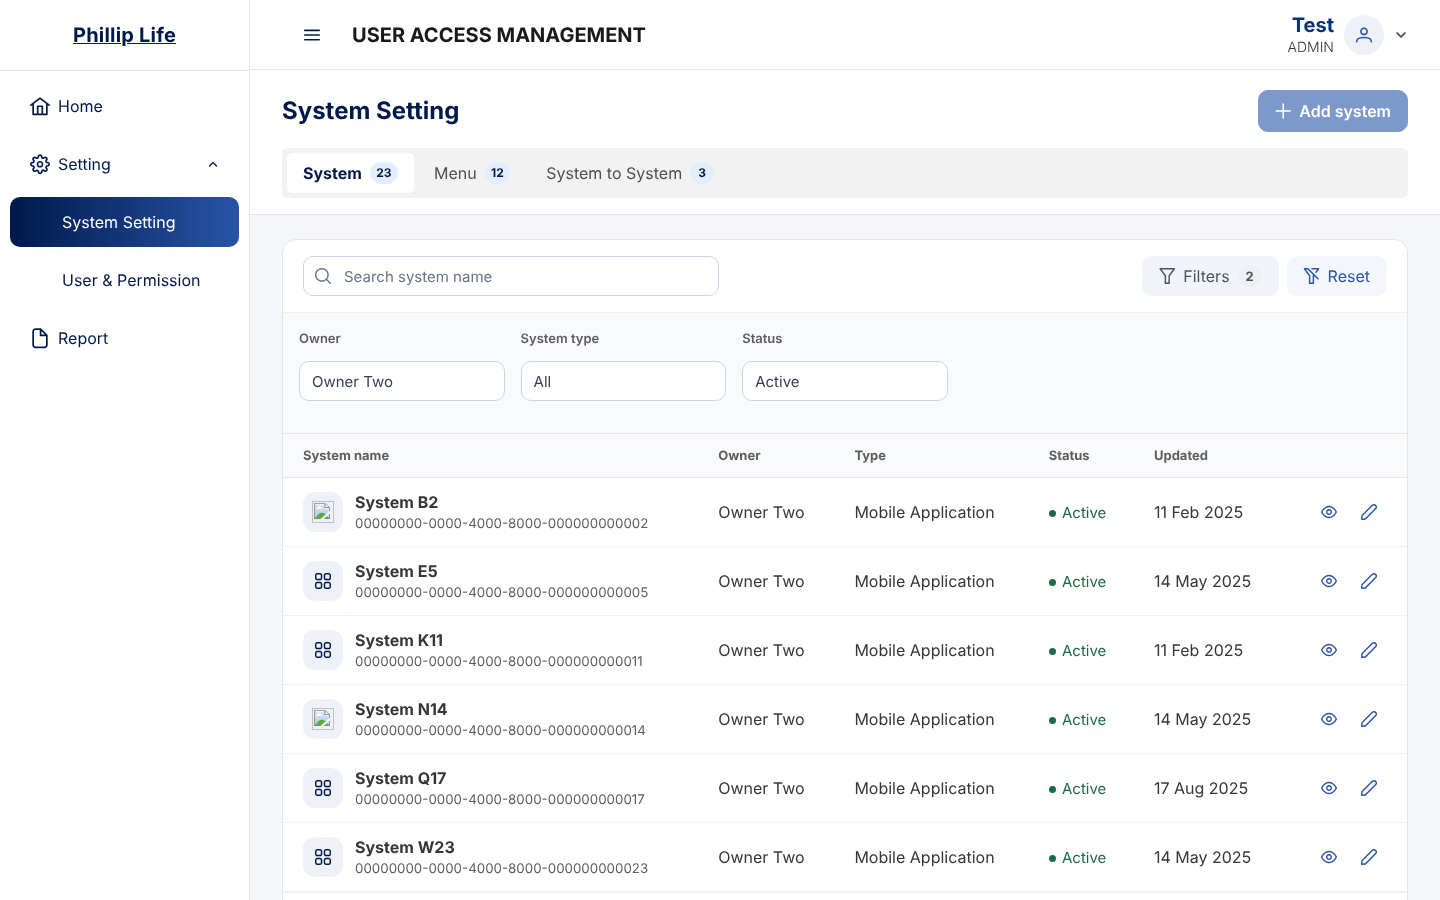 Phillip Life
USER ACCESS MANAGEMENT
Test
ADMIN
Home
Setting
System Setting
User & Permission
Report
System Setting
Add system
System 23
Menu 12
System to System 3
Search system name
Filters 2
Reset
Owner
System type
Status
Owner Two
All
Active
System name Owner Type Status Updated
System B2
00000000-0000-4000-8000-000000000002
Owner Two Mobile Application Active 11 Feb 2025
System E5
00000000-0000-4000-8000-000000000005
Owner Two Mobile Application Active 14 May 2025
System K11
00000000-0000-4000-8000-000000000011
Owner Two Mobile Application Active 11 Feb 2025
System N14
00000000-0000-4000-8000-000000000014
Owner Two Mobile Application Active 14 May 2025
System Q17
00000000-0000-4000-8000-000000000017
Owner Two Mobile Application Active 17 Aug 2025
System W23
00000000-0000-4000-8000-000000000023
Owner Two Mobile Application Active 14 May 2025